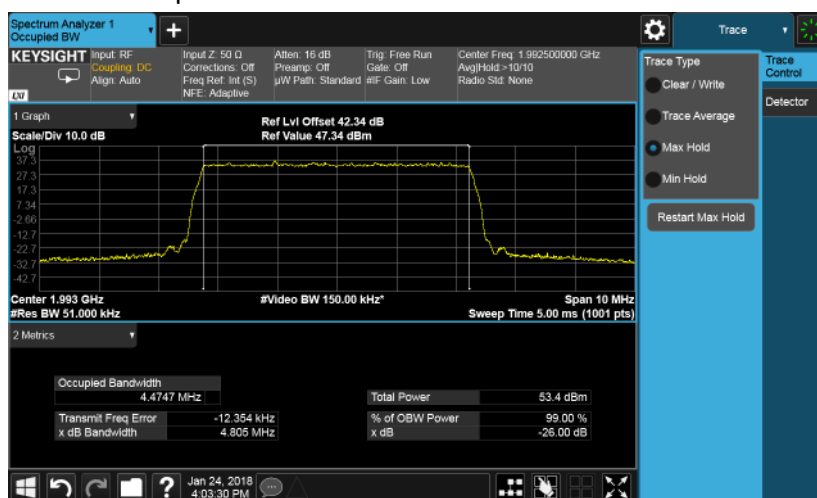 Spectrum Analyzer 1
Occupied BW
Trace
KEYSIGHT
Input: RF
Coupling: DC
Align: Auto
LXI
Input Z: 50 Ω
Corrections: Off
Freq Ref: Int (S)
NFE: Adaptive
Atten: 16 dB
Preamp: Off
µW Path: Standard
Trig: Free Run
Gate: Off
#IF Gain: Low
Center Freq: 1.992500000 GHz
Avg|Hold:>10/10
Radio Std: None
Trace Type
Clear / Write
Trace Average
Max Hold
Min Hold
Restart Max Hold
Trace
Control
Detector
1 Graph
Scale/Div 10.0 dB
Ref Lvl Offset 42.34 dB
Ref Value 47.34 dBm
Log
37.3
27.3
17.3
7.34
-2.66
-12.7
-22.7
-32.7
-42.7
Center 1.993 GHz
#Video BW 150.00 kHz*
Span 10 MHz
#Res BW 51.000 kHz
Sweep Time 5.00 ms (1001 pts)
2 Metrics
Occupied Bandwidth
4.4747 MHz
Total Power 53.4 dBm
Transmit Freq Error -12.354 kHz
% of OBW Power 99.00 %
x dB Bandwidth 4.805 MHz
x dB -26.00 dB
?
Jan 24, 2018
4:03:30 PM